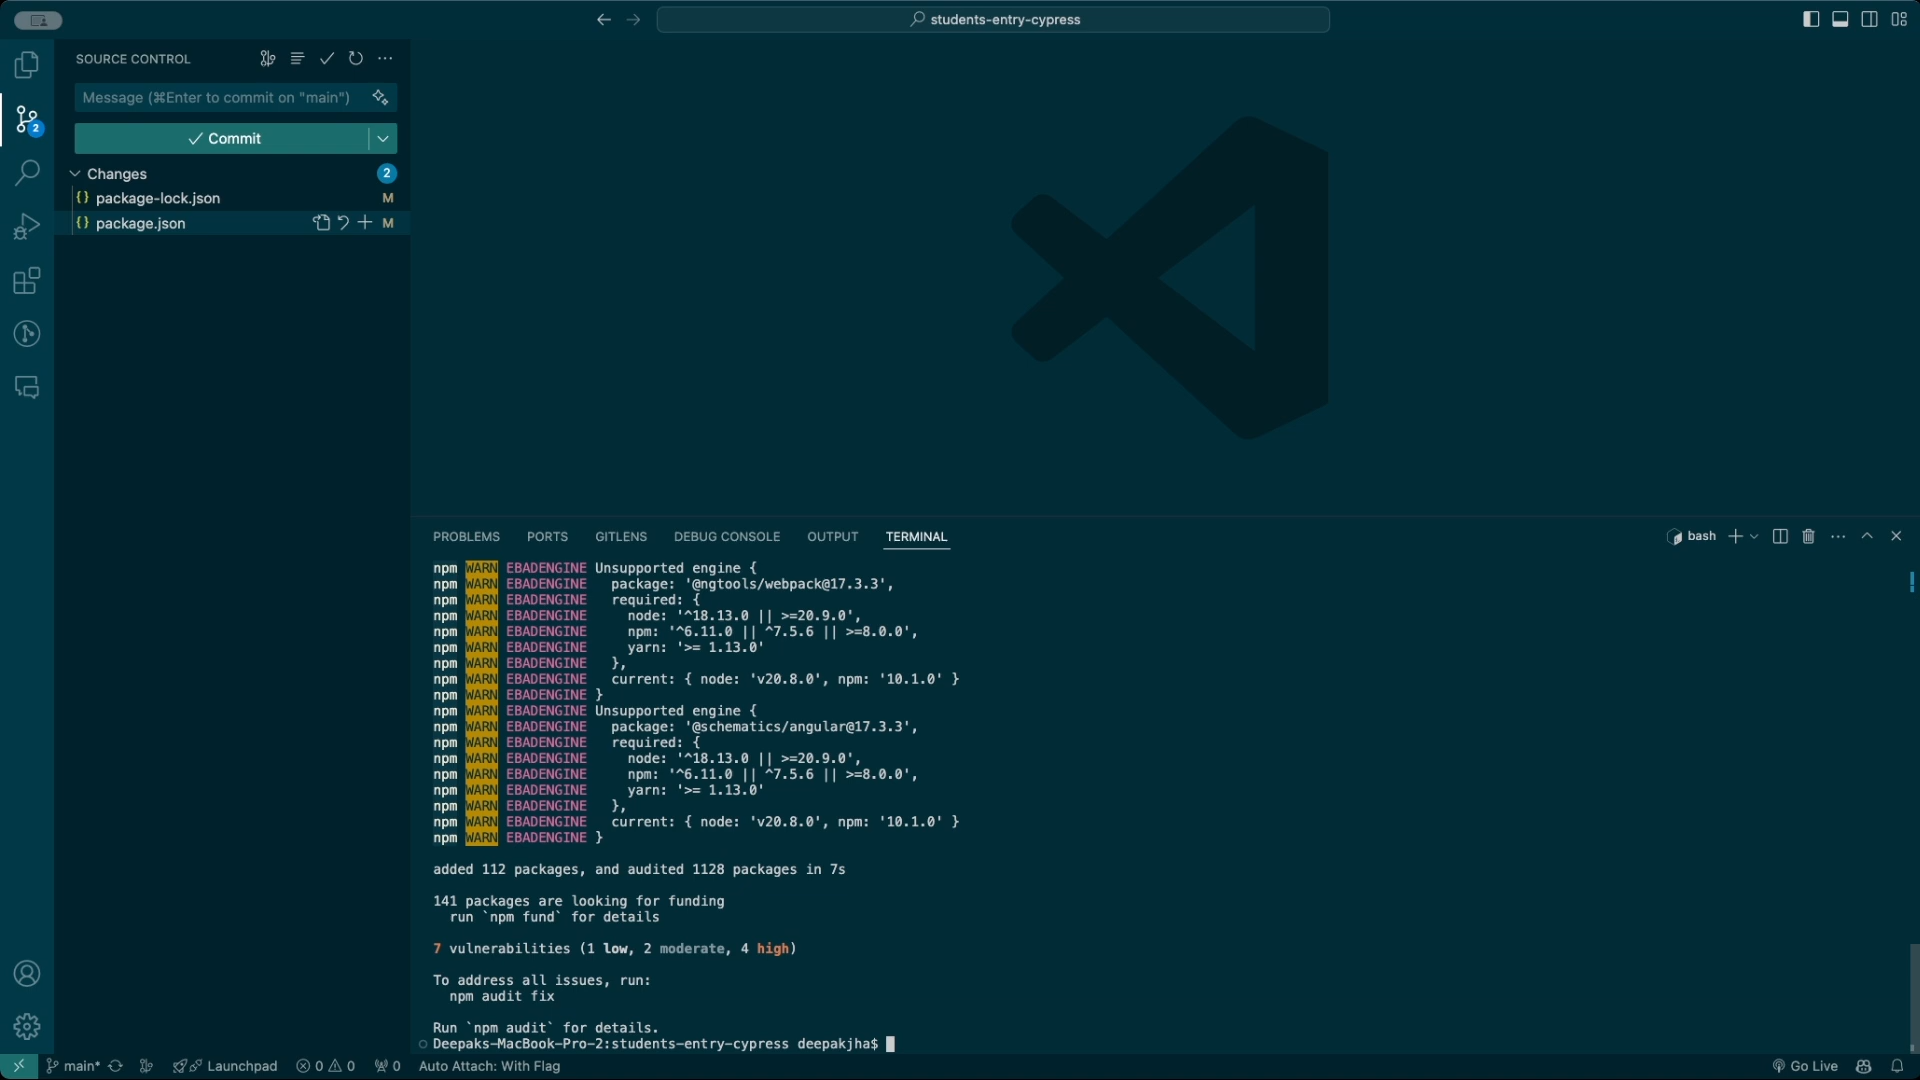 students-entry-cypress
SOURCE CONTROL
Message (⌘Enter to commit on "main")
2
Commit
Changes
2
{} package-lock.json M
{} package.json M
PROBLEMS PORTS GITLENS DEBUG CONSOLE OUTPUT TERMINAL
bash
npm WARN EBADENGINE Unsupported engine {
npm WARN EBADENGINE   package: '@ngtools/webpack@17.3.3',
npm WARN EBADENGINE   required: {
npm WARN EBADENGINE     node: '^18.13.0 || >=20.9.0',
npm WARN EBADENGINE     npm: '^6.11.0 || ^7.5.6 || >=8.0.0',
npm WARN EBADENGINE     yarn: '>= 1.13.0'
npm WARN EBADENGINE   },
npm WARN EBADENGINE   current: { node: 'v20.8.0', npm: '10.1.0' }
npm WARN EBADENGINE }
npm WARN EBADENGINE Unsupported engine {
npm WARN EBADENGINE   package: '@schematics/angular@17.3.3',
npm WARN EBADENGINE   required: {
npm WARN EBADENGINE     node: '^18.13.0 || >=20.9.0',
npm WARN EBADENGINE     npm: '^6.11.0 || ^7.5.6 || >=8.0.0',
npm WARN EBADENGINE     yarn: '>= 1.13.0'
npm WARN EBADENGINE   },
npm WARN EBADENGINE   current: { node: 'v20.8.0', npm: '10.1.0' }
npm WARN EBADENGINE }
added 112 packages, and audited 1128 packages in 7s
141 packages are looking for funding
  run `npm fund` for details
7 vulnerabilities (1 low, 2 moderate, 4 high)
To address all issues, run:
  npm audit fix
Run `npm audit` for details.
Deepaks-MacBook-Pro-2:students-entry-cypress deepakjha$
main* Launchpad 0 0 0 Auto Attach: With Flag Go Live